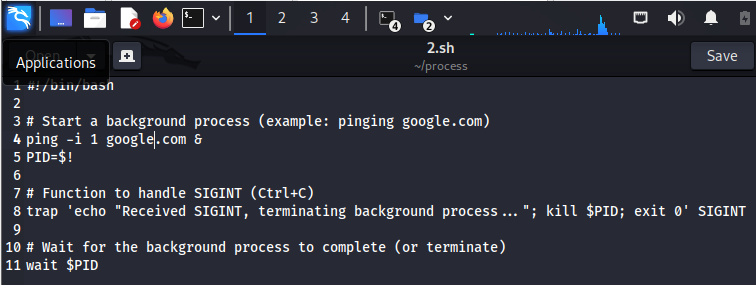 1 2 3 4
4
2
Open
2.sh
Save
~/process
Applications
1 #!/bin/bash
2
3 # Start a background process (example: pinging google.com)
4 ping -i 1 google.com &
5 PID=$!
6
7 # Function to handle SIGINT (Ctrl+C)
8 trap 'echo "Received SIGINT, terminating background process..."; kill $PID; exit 0' SIGINT
9
10 # Wait for the background process to complete (or terminate)
11 wait $PID